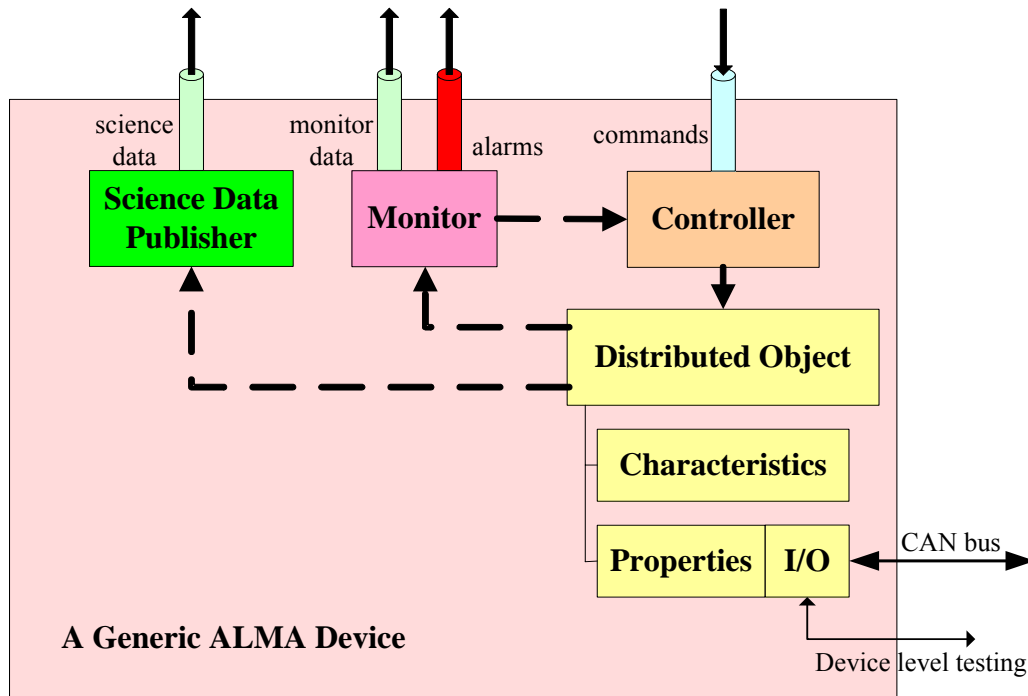 science
data
monitor
data
alarms
commands
Science Data
Publisher
Monitor
Controller
Distributed Object
Characteristics
Properties
I/O
CAN bus
A Generic ALMA Device
Device level testing